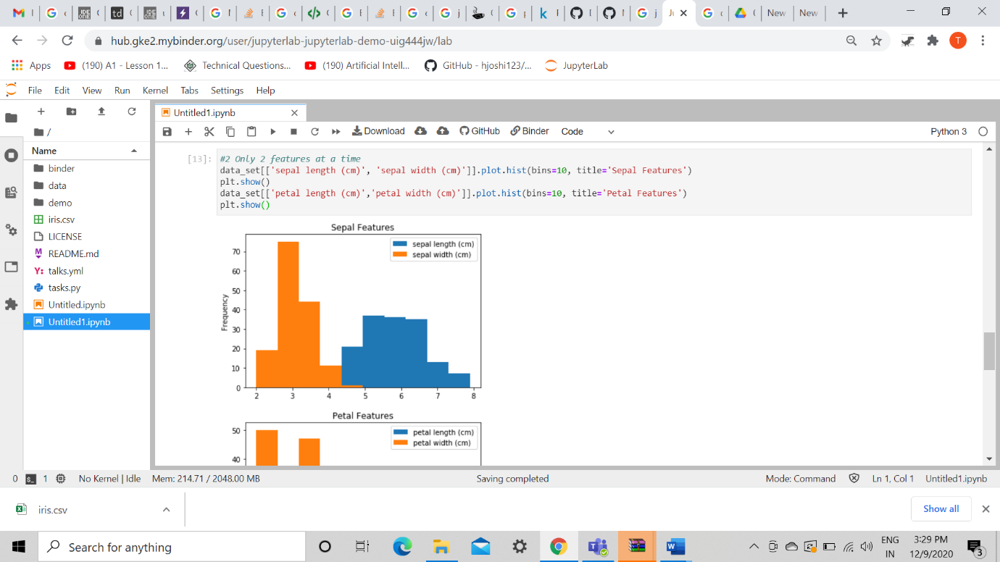 hub.gke2.mybinder.org/user/jupyterlab-jupyterlab-demo-uig444jw/lab
T
Apps (190) A1 - Lesson 1... Technical Questions... (190) Artificial Intell... GitHub - hjoshi123/... JupyterLab
File Edit View Run Kernel Tabs Settings Help
Untitled1.ipynb
/
Download GitHub Binder Code Python 3
Name
binder
data
demo
iris.csv
LICENSE
README.md
talks.yml
tasks.py
Untitled.ipynb
Untitled1.ipynb
[13]: #2 Only 2 features at a time
data_set[['sepal length (cm)', 'sepal width (cm)']].plot.hist(bins=10, title='Sepal Features')
plt.show()
data_set[['petal length (cm)','petal width (cm)']].plot.hist(bins=10, title='Petal Features')
plt.show()
Sepal Features
sepal length (cm)
sepal width (cm)
Frequency
70
60
50
40
30
20
10
0
2 3 4 5 6 7 8
Petal Features
petal length (cm)
petal width (cm)
50
40
0 1 No Kernel | Idle Mem: 214.71 / 2048.00 MB Saving completed Mode: Command Ln 1, Col 1 Untitled1.ipynb
iris.csv Show all
Search for anything
ENG
IN
3:29 PM
12/9/2020
3